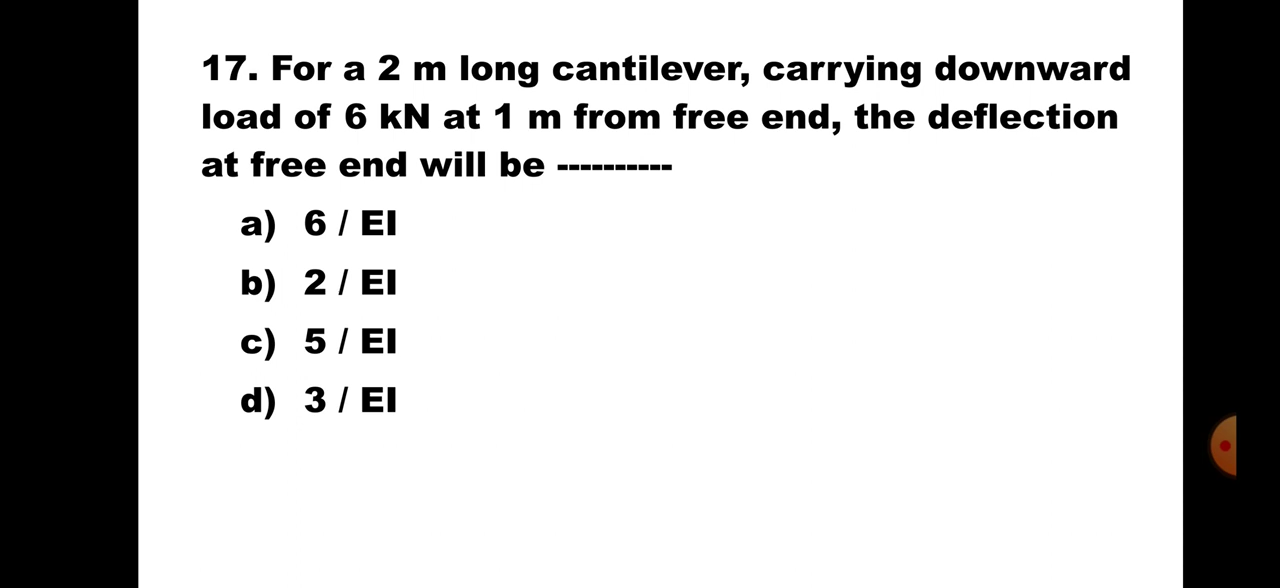 17. For a 2 m long cantilever, carrying downward
load of 6 kN at 1 m from free end, the deflection
at free end will be ----------
a) 6 / EI
b) 2 / EI
c) 5 / EI
d) 3 / EI